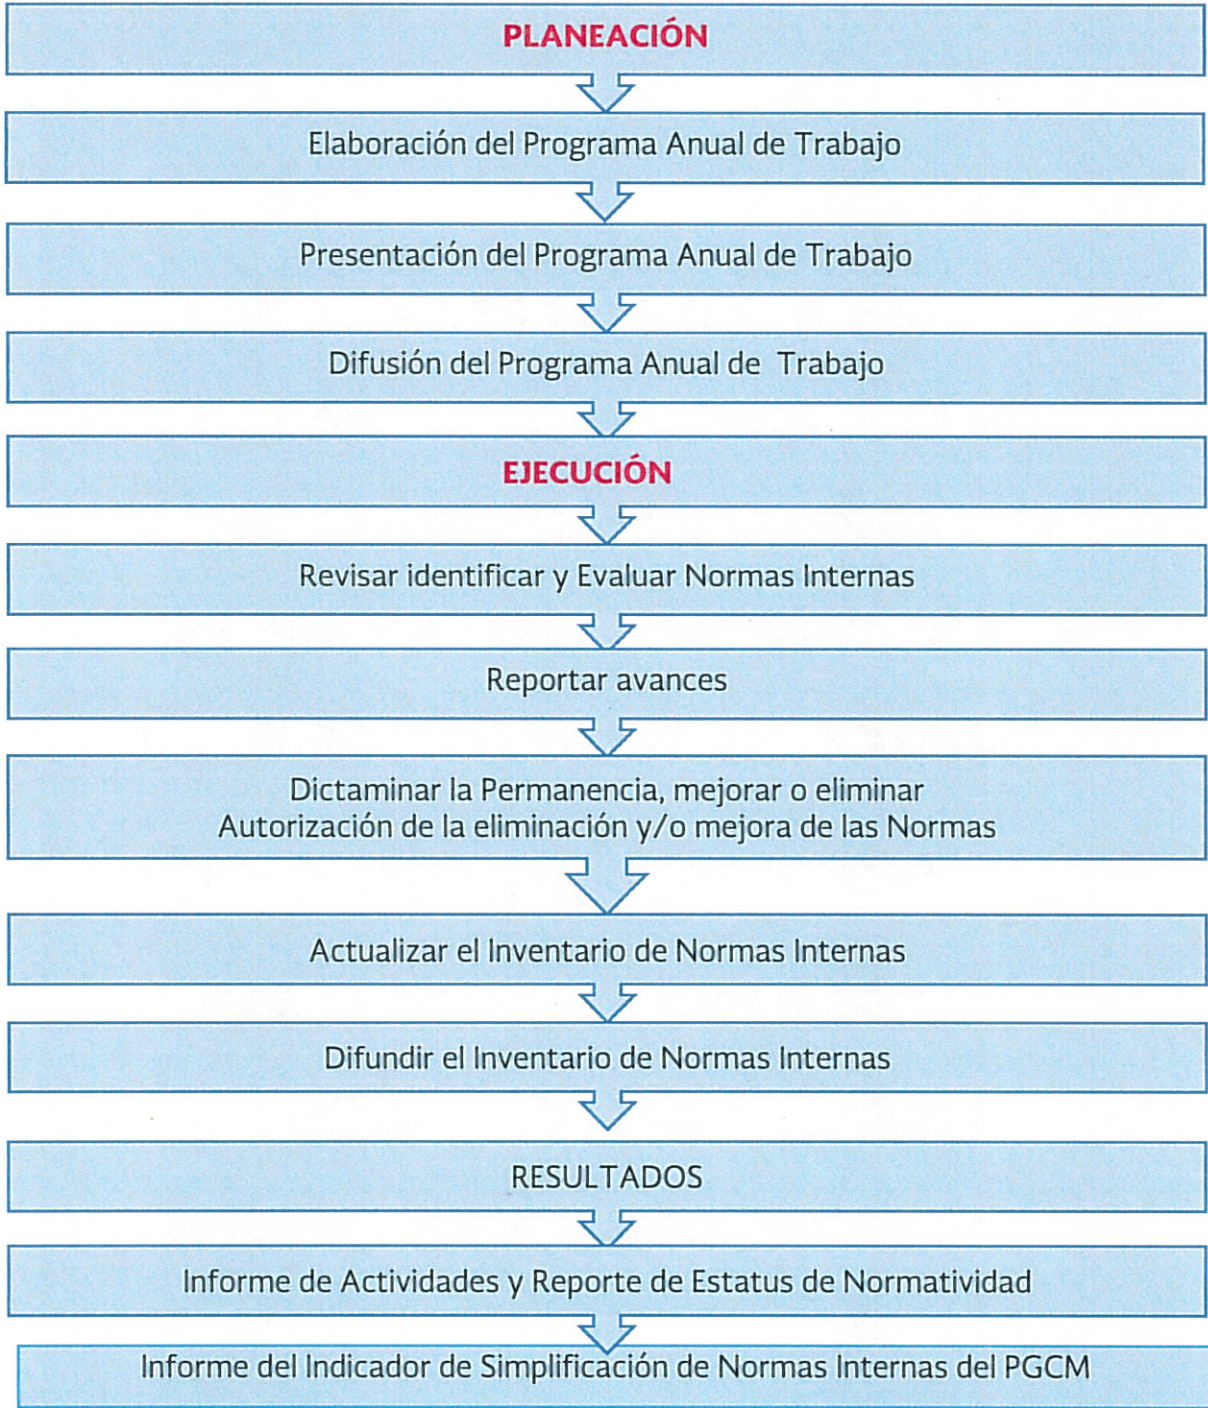 PLANEACIÓN
Elaboración del Programa Anual de Trabajo
Presentación del Programa Anual de Trabajo
Difusión del Programa Anual de Trabajo
EJECUCIÓN
Revisar identificar y Evaluar Normas Internas
Reportar avances
Dictaminar la Permanencia, mejorar o eliminar
Autorización de la eliminación y/o mejora de las Normas
Actualizar el Inventario de Normas Internas
Difundir el Inventario de Normas Internas
RESULTADOS
Informe de Actividades y Reporte de Estatus de Normatividad
Informe del Indicador de Simplificación de Normas Internas del PGCM